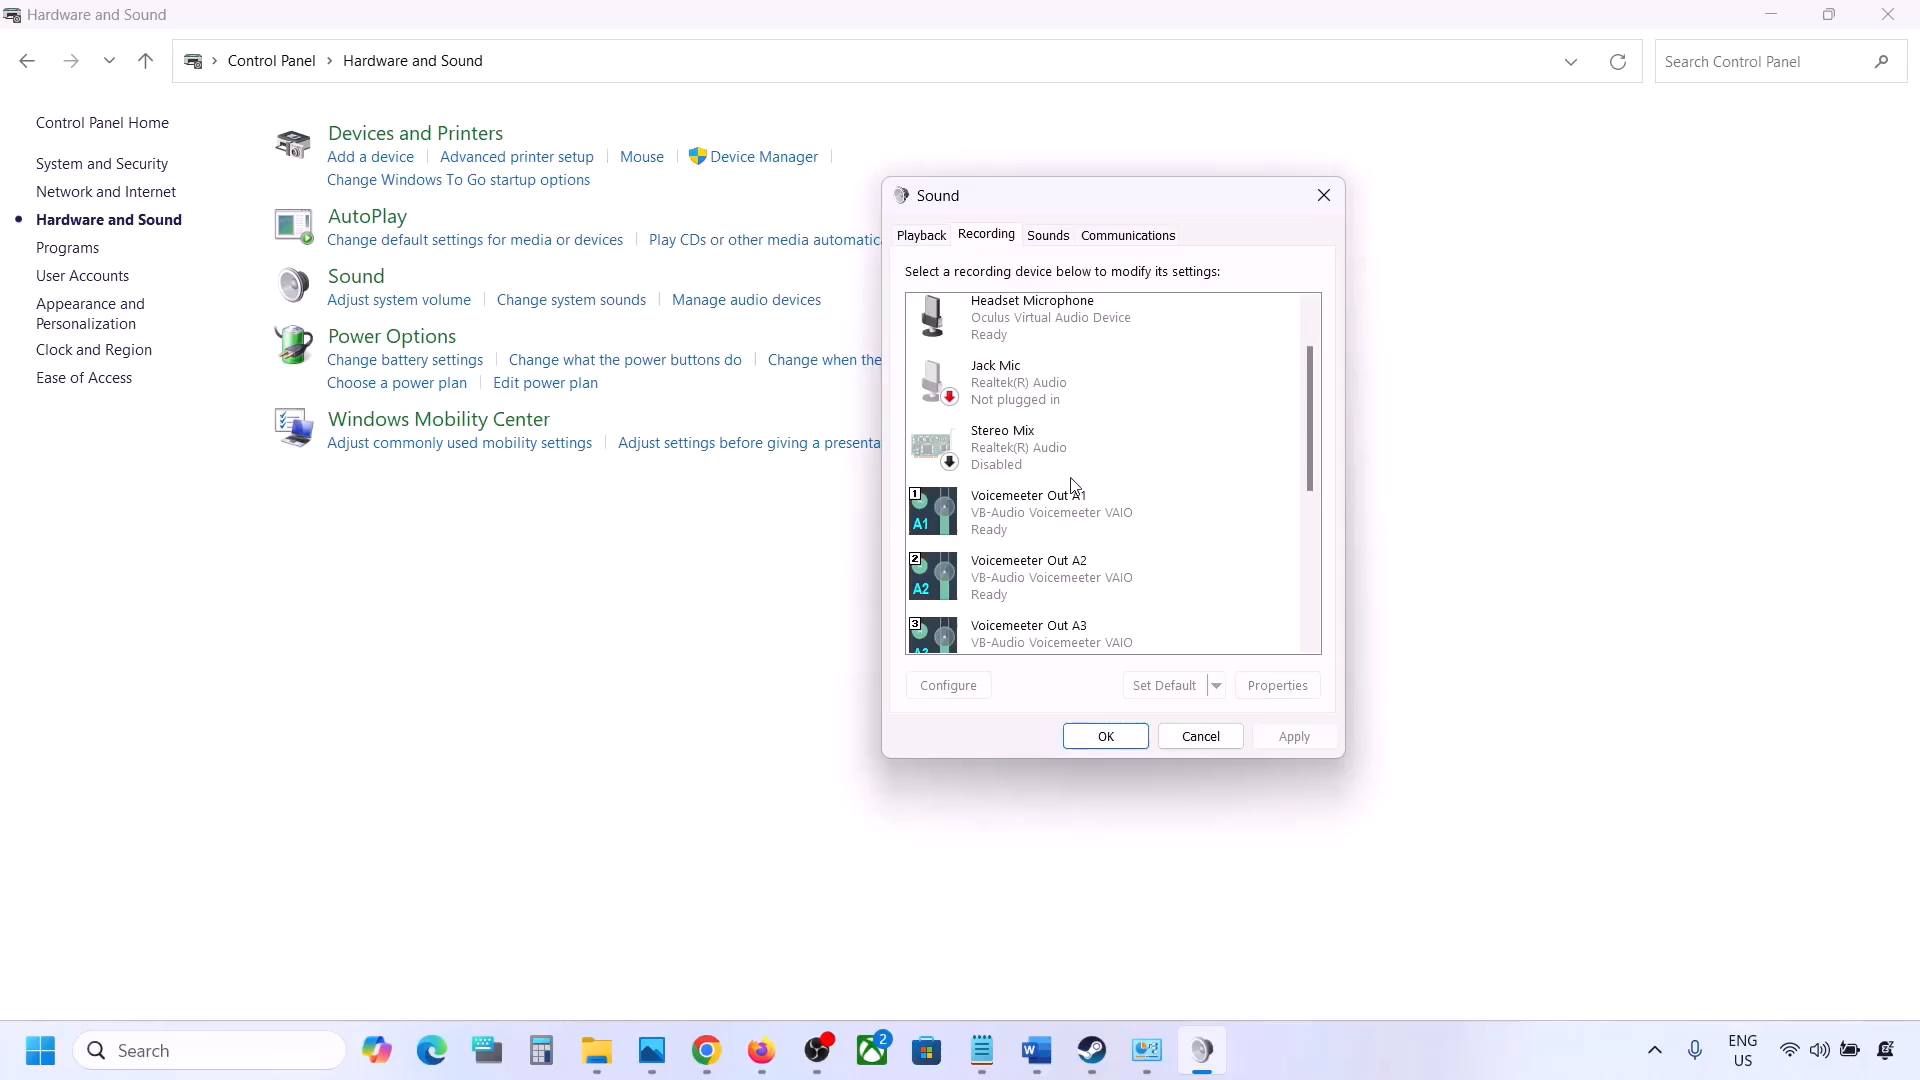 Hardware and Sound
Control Panel › Hardware and Sound
Search Control Panel
Control Panel Home
System and Security
Network and Internet
Hardware and Sound
Programs
User Accounts
Appearance and
Personalization
Clock and Region
Ease of Access
Devices and Printers
Add a device
Advanced printer setup
Mouse
Device Manager
Change Windows To Go startup options
AutoPlay
Change default settings for media or devices
Play CDs or other media automatica
Sound
Adjust system volume
Change system sounds
Manage audio devices
Power Options
Change battery settings
Change what the power buttons do
Change when the
Choose a power plan
Edit power plan
Windows Mobility Center
Adjust commonly used mobility settings
Adjust settings before giving a presenta
Sound
Playback
Recording
Sounds
Communications
Select a recording device below to modify its settings:
Headset Microphone
Oculus Virtual Audio Device
Ready
Jack Mic
Realtek(R) Audio
Not plugged in
Stereo Mix
Realtek(R) Audio
Disabled
1
A1
Voicemeeter Out A1
VB-Audio Voicemeeter VAIO
Ready
2
A2
Voicemeeter Out A2
VB-Audio Voicemeeter VAIO
Ready
3
A3
Voicemeeter Out A3
VB-Audio Voicemeeter VAIO
Configure
Set Default
Properties
OK
Cancel
Apply
Search
2
ENG
US